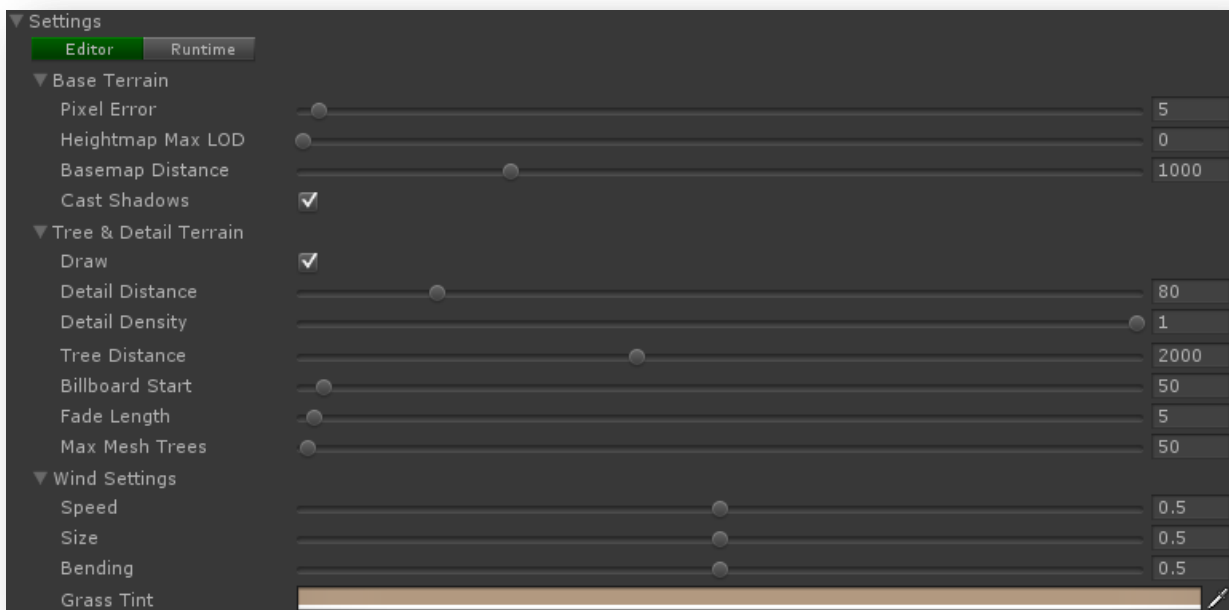 Settings
Editor Runtime
Base Terrain
Pixel Error 5
Heightmap Max LOD 0
Basemap Distance 1000
Cast Shadows
Tree & Detail Terrain
Draw
Detail Distance 80
Detail Density 1
Tree Distance 2000
Billboard Start 50
Fade Length 5
Max Mesh Trees 50
Wind Settings
Speed 0.5
Size 0.5
Bending 0.5
Grass Tint